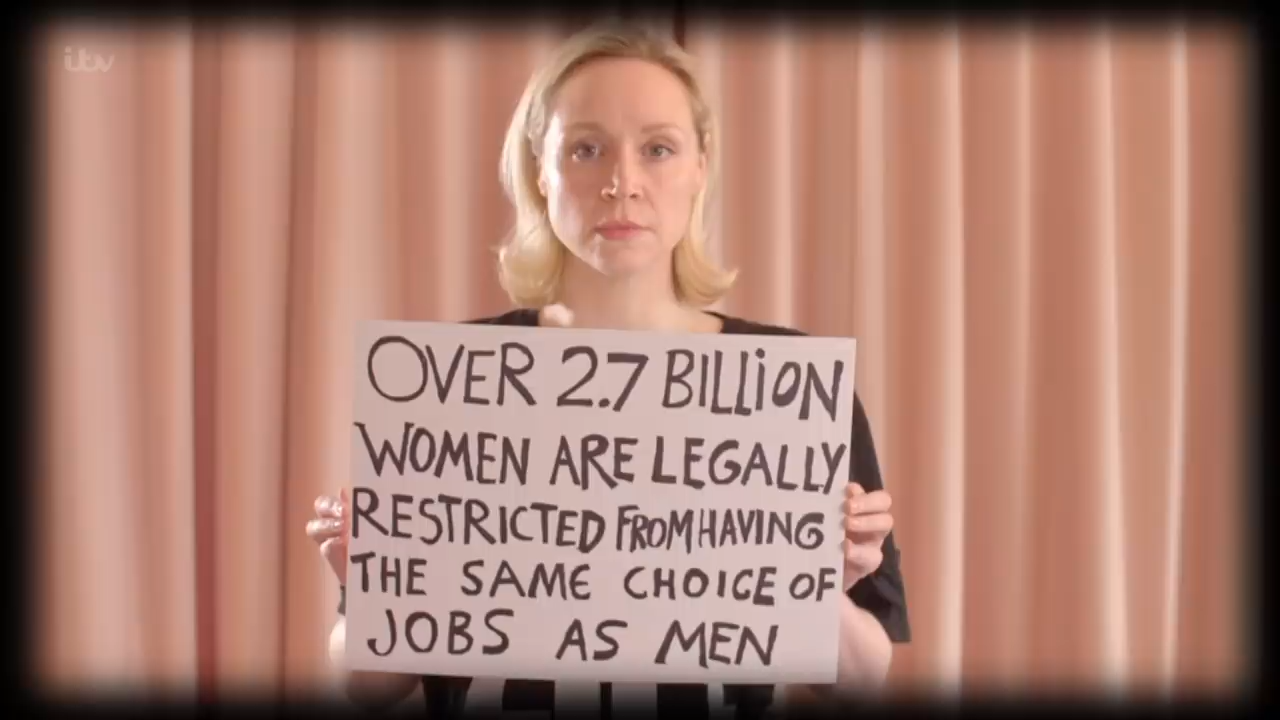 itv
OVER 2.7 BILLiON
WOMEN ARE LEGALLY
RESTRICTED FROM HAVING
THE SAME CHOICE OF
JOBS AS MEN